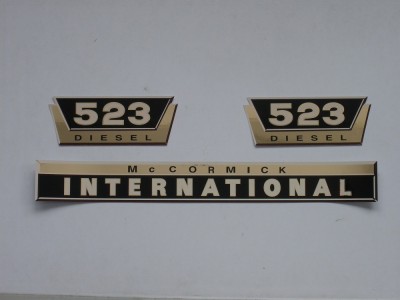 523
DIESEL
523
DIESEL
McCORMICK
INTERNATIONAL